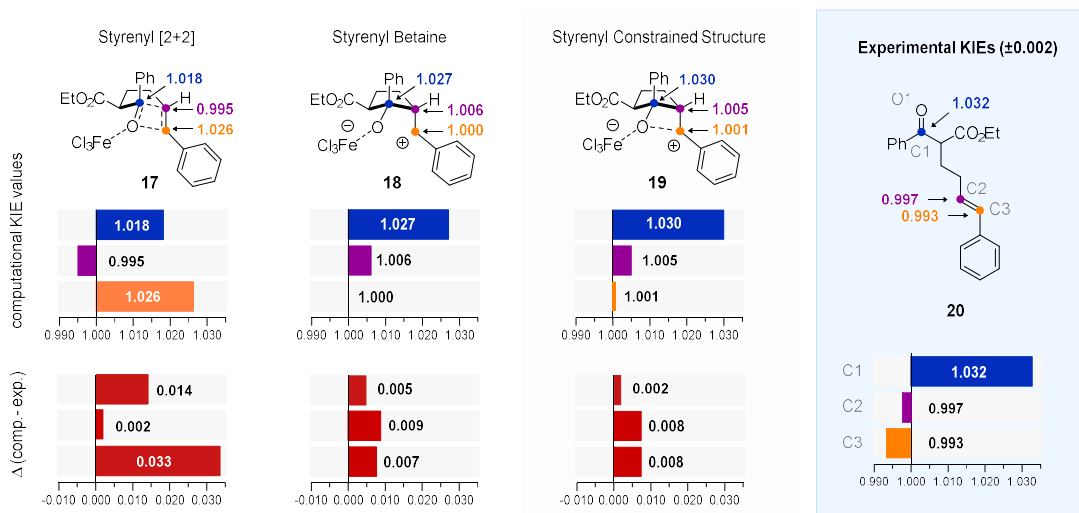 Styrenyl [2+2]
Ph
1.018
EtO₂C
H
0.995
O
1.026
Cl₃Fe
17
Styrenyl Betaine
Ph
1.027
EtO₂C
H
1.006
⊖
O
1.000
Cl₃Fe
⊕
18
Styrenyl Constrained Structure
Ph
1.030
EtO₂C
H
1.005
⊖
O
1.001
Cl₃Fe
⊕
19
Experimental KIEs (±0.002)
O1
O
1.032
Ph
CO₂Et
C1
C2
0.997
C3
0.993
20
computational KIE values
1.018
0.995
1.026
0.990 1.000 1.010 1.020 1.030
1.027
1.006
1.000
0.990 1.000 1.010 1.020 1.030
1.030
1.005
1.001
0.990 1.000 1.010 1.020 1.030
Δ (comp.- exp.)
0.014
0.002
0.033
-0.010 0.000 0.010 0.020 0.030
0.005
0.009
0.007
-0.010 0.000 0.010 0.020 0.030
0.002
0.008
0.008
-0.010 0.000 0.010 0.020 0.030
C1
1.032
C2
0.997
C3
0.993
0.990 1.000 1.010 1.020 1.030